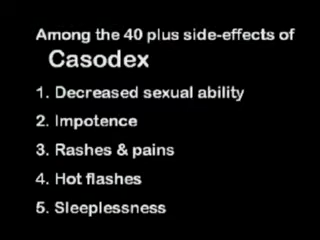 Among the 40 plus side-effects of
Casodex
1. Decreased sexual ability
2. Impotence
3. Rashes & pains
4. Hot flashes
5. Sleeplessness